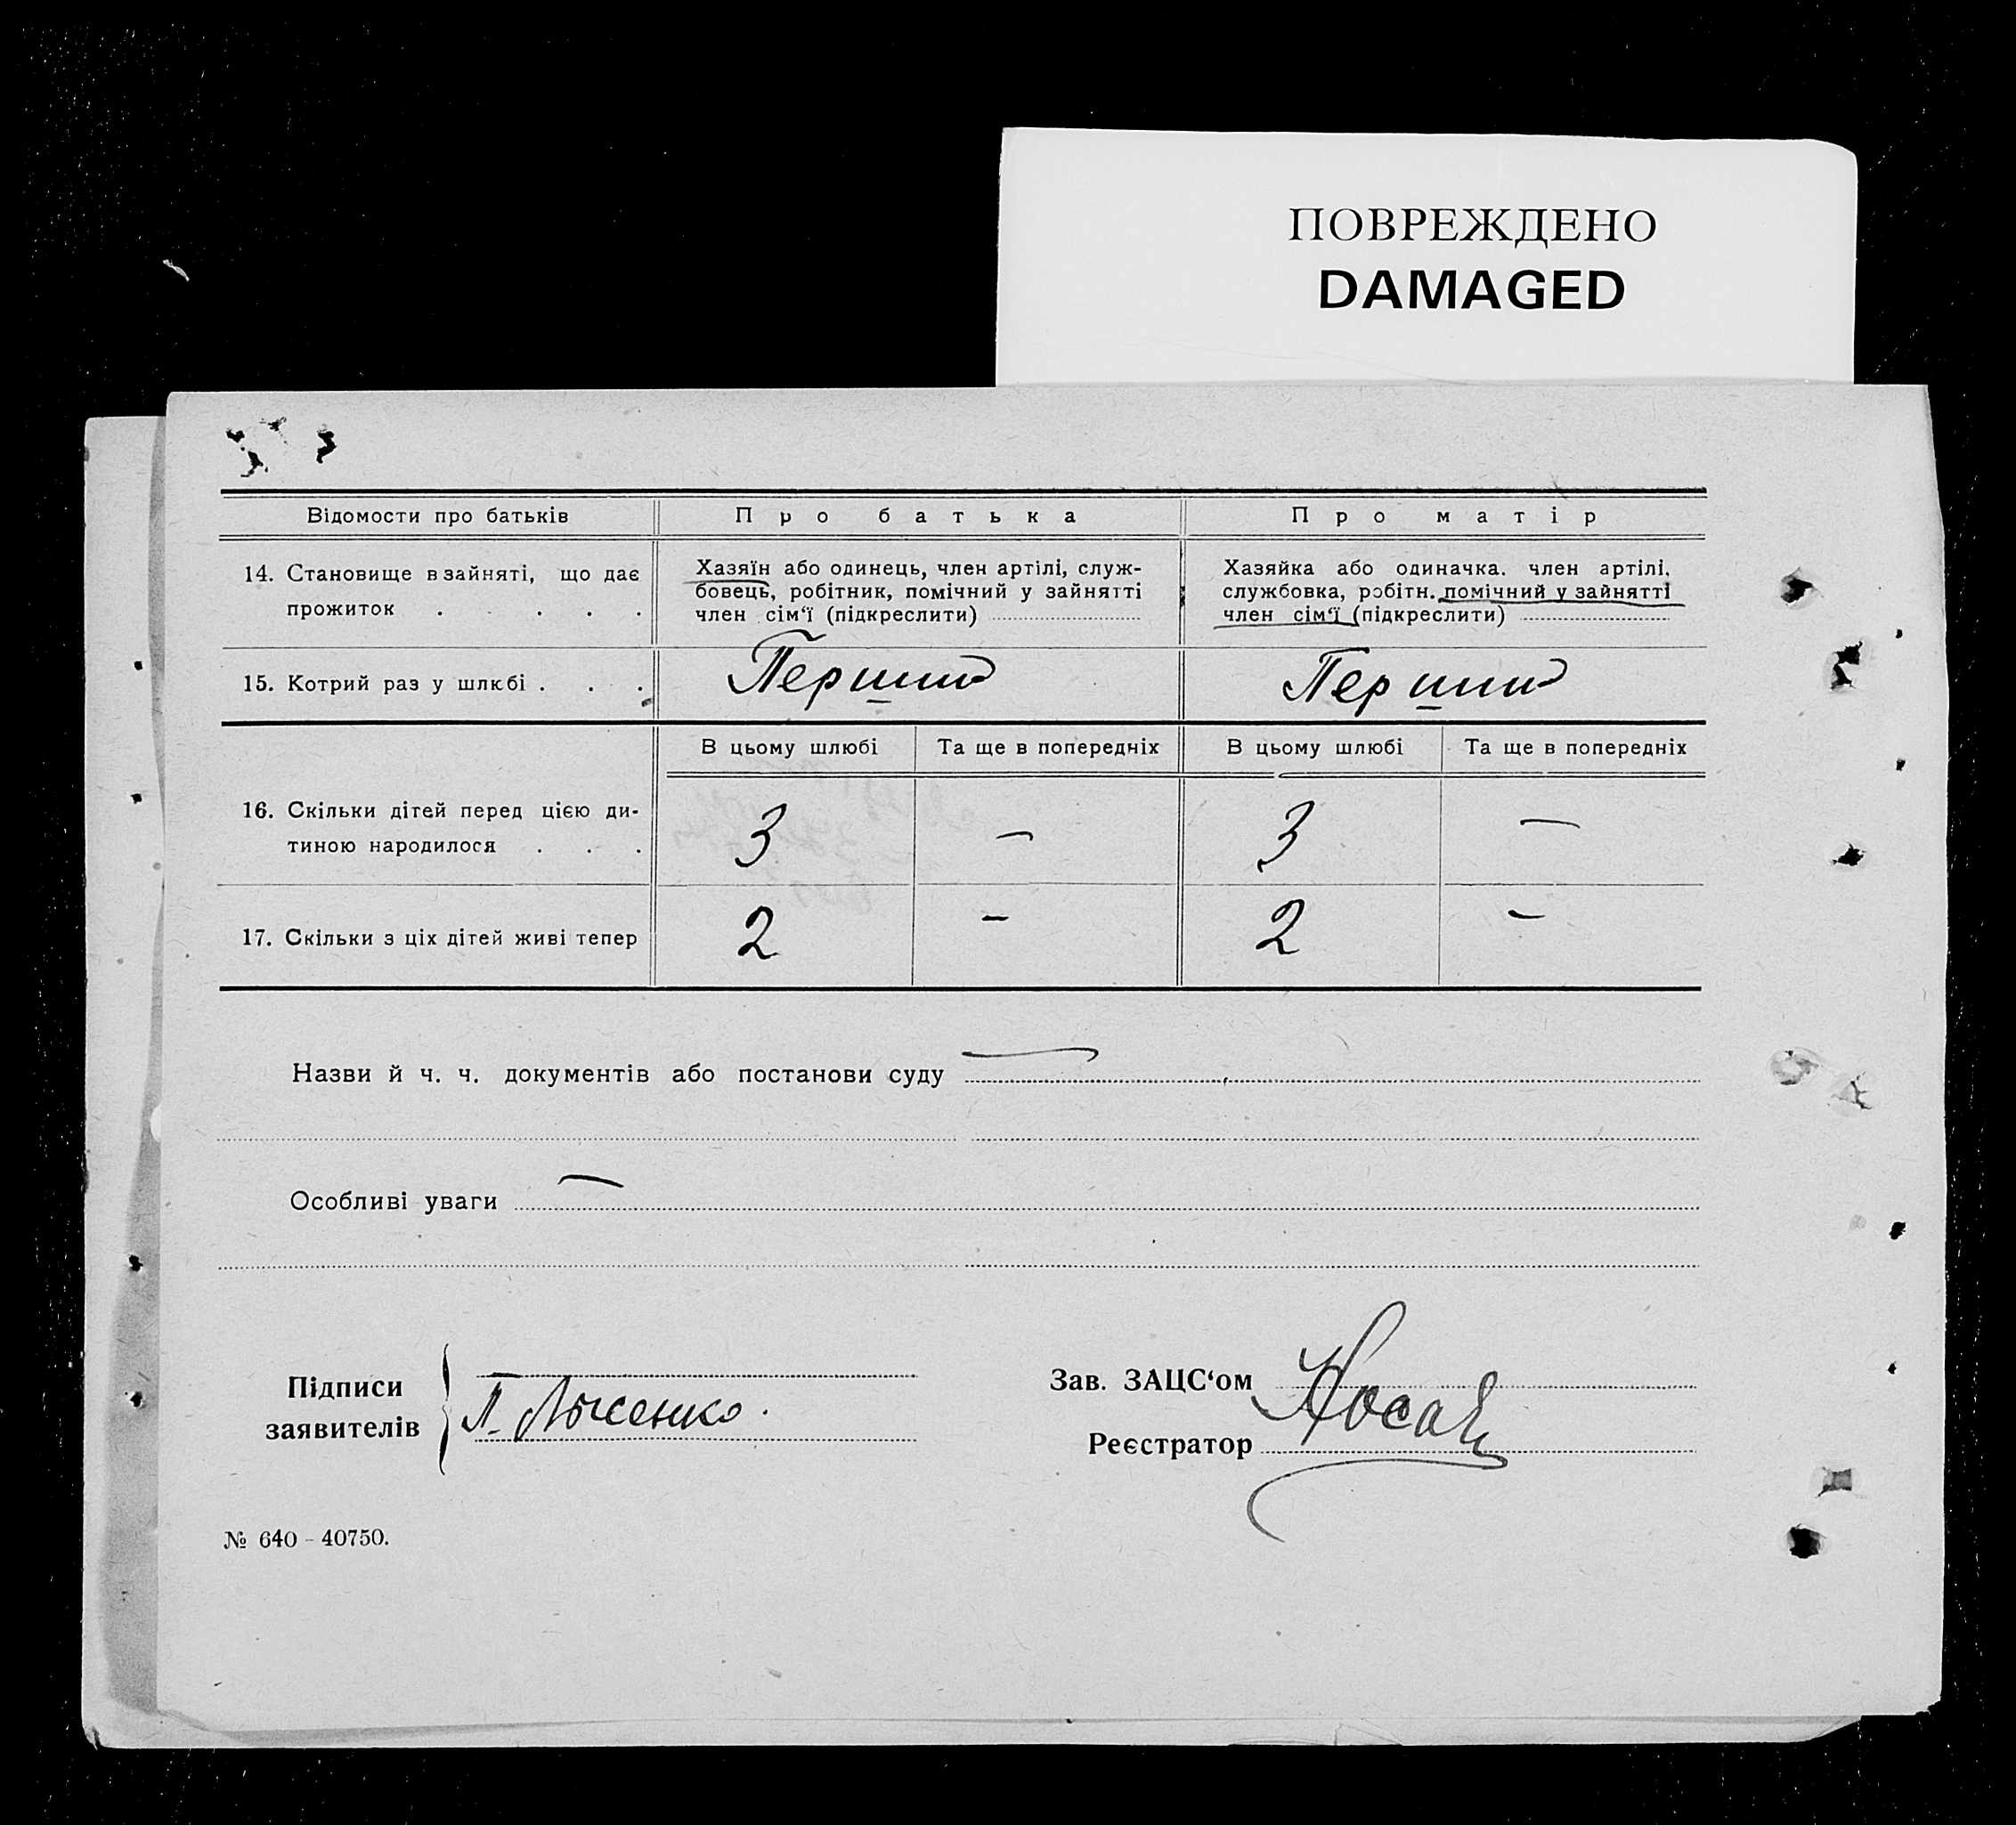 ПОВРЕЖДЕНО
DAMAGED
Відомости про батьків
Про батька
Про матір
14. Становище в зайняті, що дає
прожиток . . . .
Хазяїн або одинець, член артілі, служ-
бовець, робітник, помічний у зайнятті
член сім‘ї (підкреслити)
Хазяйка або одиначка. член артілі,
службовка, робітн. помічний у зайнятті
член сім‘ї (підкреслити)
15. Котрий раз у шлюбі . . .
Перший
Перший
В цьому шлюбі
Та ще в попередніх
В цьому шлюбі
Та ще в попередніх
16. Скільки дітей перед цією ди-
тиною народилося . . .
3
—
3
—
17. Скільки з ціх дітей живі тепер
2
—
2
—
Назви й ч. ч. документів або постанови суду —
Особливі уваги —
Підписи
заявителів
П.
Зав. ЗАЦС‘ом
Реєстратор
№ 640 - 40750.